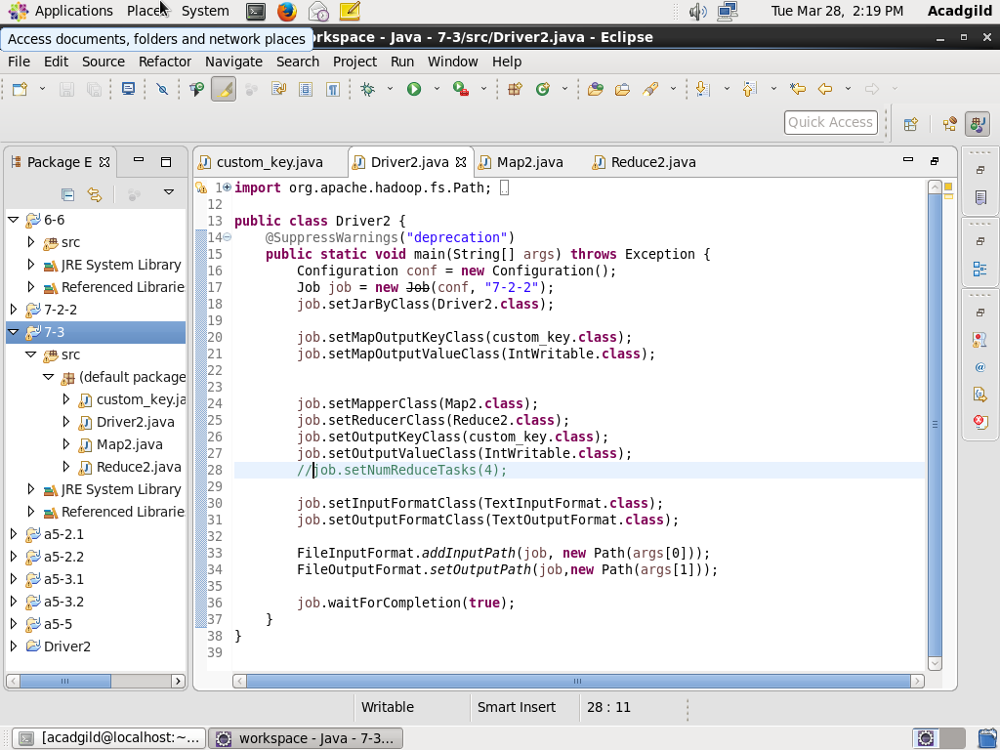 Applications Places System Tue Mar 28, 2:19 PM Acadgild
Access documents, folders and network places
orkspace - Java - 7-3/src/Driver2.java - Eclipse
File Edit Source Refactor Navigate Search Project Run Window Help
Quick Access
Package E
custom_key.java Driver2.java Map2.java Reduce2.java
6-6
src
JRE System Library
Referenced Librarie
7-2-2
7-3
src
(default package
custom_key.ja
Driver2.java
Map2.java
Reduce2.java
JRE System Library
Referenced Librarie
a5-2.1
a5-2.2
a5-3.1
a5-3.2
a5-5
Driver2
1 import org.apache.hadoop.fs.Path;
12
13 public class Driver2 {
14 @SuppressWarnings("deprecation")
15 public static void main(String[] args) throws Exception {
16 Configuration conf = new Configuration();
17 Job job = new Job(conf, "7-2-2");
18 job.setJarByClass(Driver2.class);
19
20 job.setMapOutputKeyClass(custom_key.class);
21 job.setMapOutputValueClass(IntWritable.class);
22
23
24 job.setMapperClass(Map2.class);
25 job.setReducerClass(Reduce2.class);
26 job.setOutputKeyClass(custom_key.class);
27 job.setOutputValueClass(IntWritable.class);
28 //job.setNumReduceTasks(4);
29
30 job.setInputFormatClass(TextInputFormat.class);
31 job.setOutputFormatClass(TextOutputFormat.class);
32
33 FileInputFormat.addInputPath(job, new Path(args[0]));
34 FileOutputFormat.setOutputPath(job,new Path(args[1]));
35
36 job.waitForCompletion(true);
37 }
38 }
39
Writable Smart Insert 28 : 11
[acadgild@localhost:~... workspace - Java - 7-3...